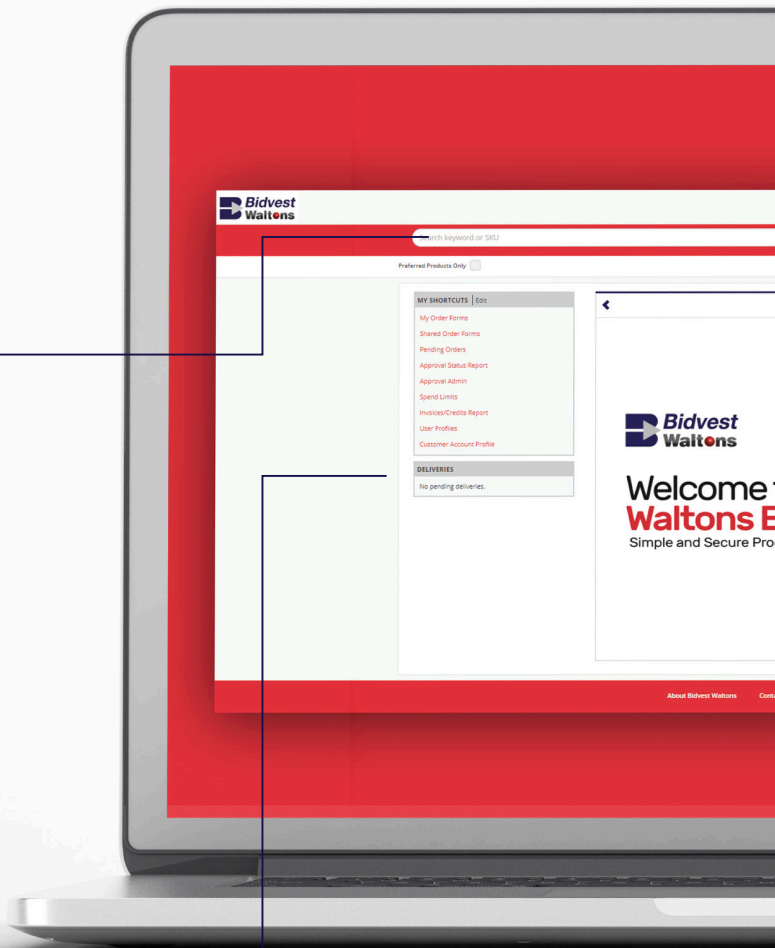 Bidvest
Waltons
Search keyword or SKU
Preferred Products Only
MY SHORTCUTS | Edit
My Order Forms
Shared Order Forms
Pending Orders
Approval Status Report
Approval Admin
Spend Limits
Invoices/Credits Report
User Profiles
Customer Account Profile
DELIVERIES
No pending deliveries.
Bidvest
Waltons
Welcome
Waltons
Simple and Secure
About Bidvest Waltons